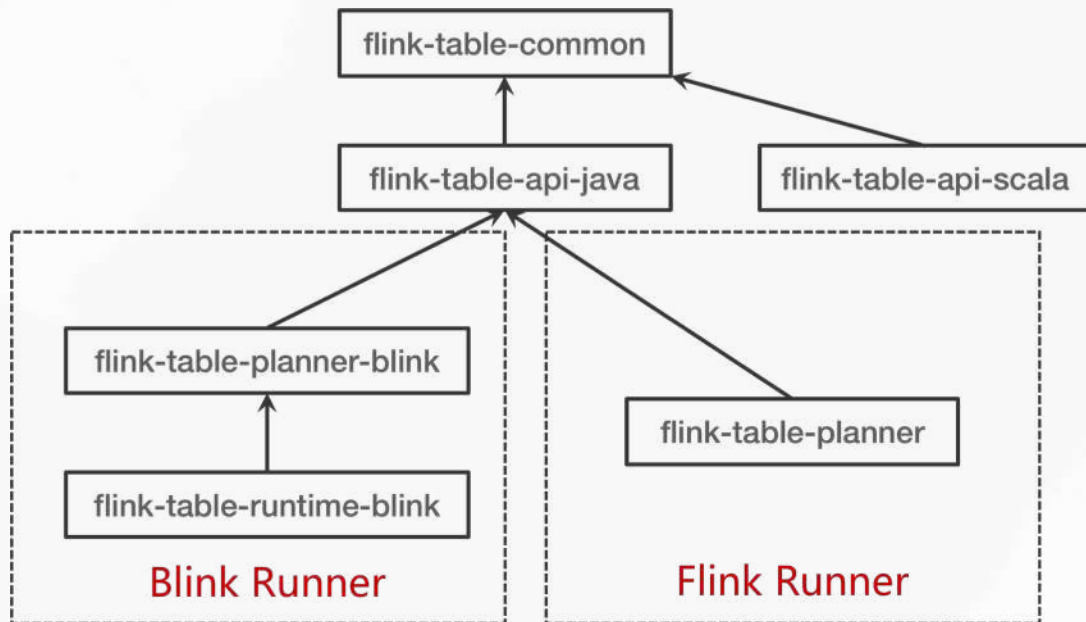 flink-table-common
flink-table-api-java
flink-table-api-scala
flink-table-planner-blink
flink-table-planner
flink-table-runtime-blink
Blink Runner
Flink Runner